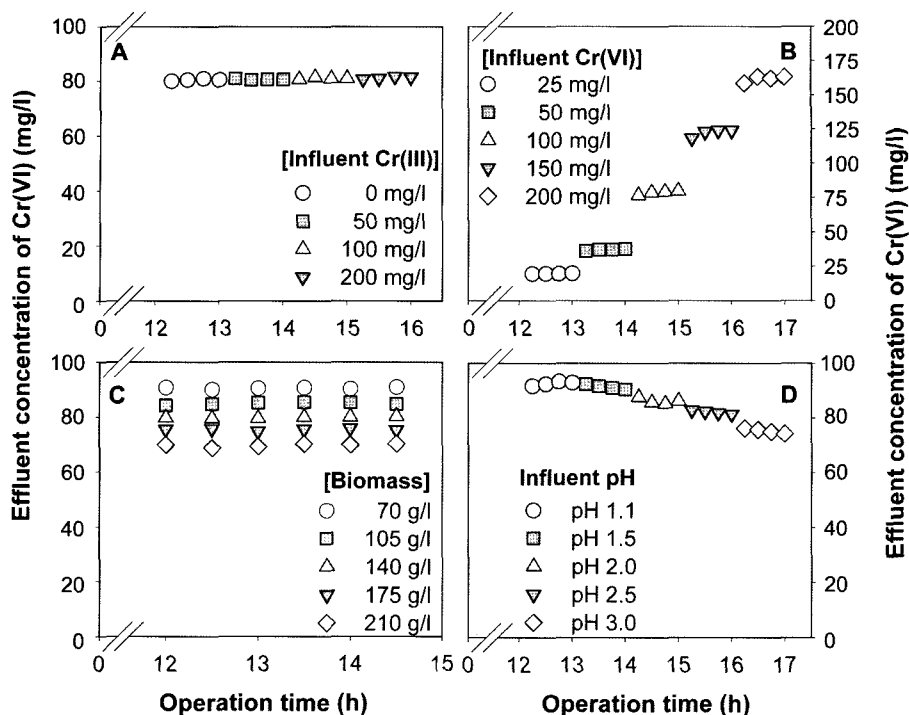 Effluent concentration of Cr(VI) (mg/l)
100
80
60
40
20
0
A
[Influent Cr(III)]
0 mg/l
50 mg/l
100 mg/l
200 mg/l
0 12 13 14 15 16
B
[Influent Cr(VI)]
25 mg/l
50 mg/l
100 mg/l
150 mg/l
200 mg/l
200
175
150
125
100
75
50
25
0
0 12 13 14 15 16 17
Effluent concentration of Cr(VI) (mg/l)
100
80
60
40
20
0
C
[Biomass]
70 g/l
105 g/l
140 g/l
175 g/l
210 g/l
0 12 13 14 15
Operation time (h)
D
Influent pH
pH 1.1
pH 1.5
pH 2.0
pH 2.5
pH 3.0
100
80
60
40
20
0
0 12 13 14 15 16 17
Operation time (h)